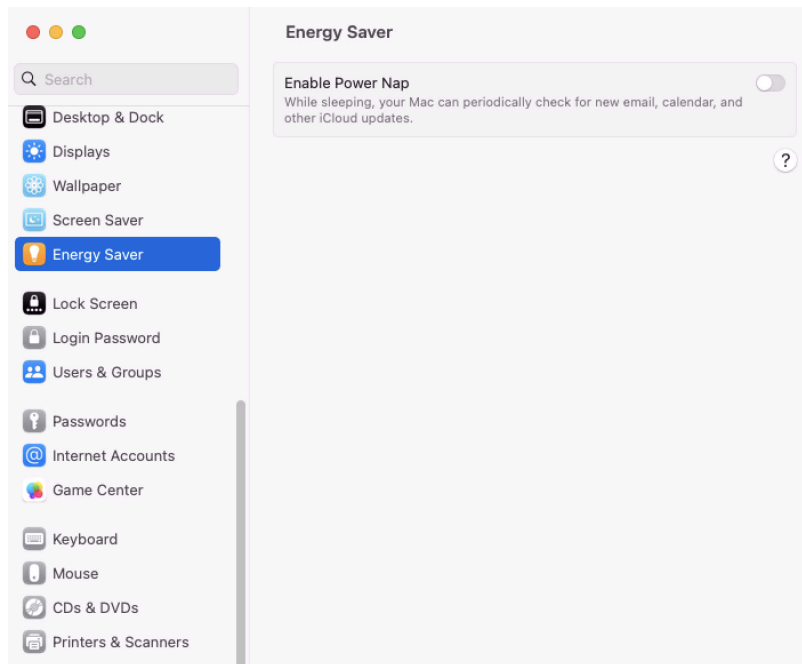 Energy Saver
Search
Desktop & Dock
Displays
Wallpaper
Screen Saver
Energy Saver
Lock Screen
Login Password
Users & Groups
Passwords
Internet Accounts
Game Center
Keyboard
Mouse
CDs & DVDs
Printers & Scanners
Enable Power Nap
While sleeping, your Mac can periodically check for new email, calendar, and
other iCloud updates.
?